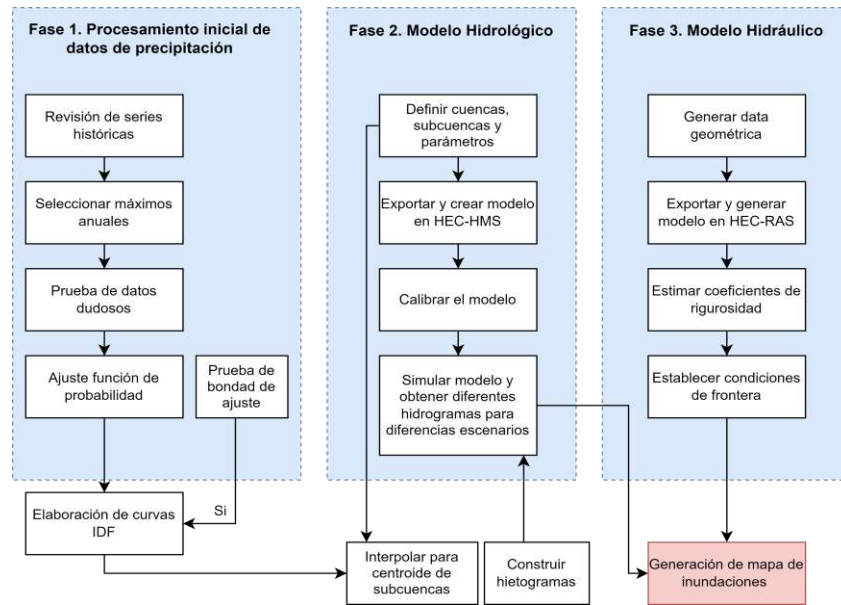 Fase 1. Procesamiento inicial de
datos de precipitación
Revisión de series
históricas
Seleccionar máximos
anuales
Prueba de datos
dudosos
Ajuste función de
probabilidad
Prueba de
bondad de
ajuste
Elaboración de curvas
IDF
Si
Fase 2. Modelo Hidrológico
Definir cuencas,
subcuencas y
parámetros
Exportar y crear modelo
en HEC-HMS
Calibrar el modelo
Simular modelo y
obtener diferentes
hidrogramas para
diferencias escenarios
Interpolar para
centroide de
subcuencas
Construir
hietogramas
Fase 3. Modelo Hidráulico
Generar data
geométrica
Exportar y generar
modelo en HEC-RAS
Estimar coeficientes de
rigurosidad
Establecer condiciones
de frontera
Generación de mapa de
inundaciones